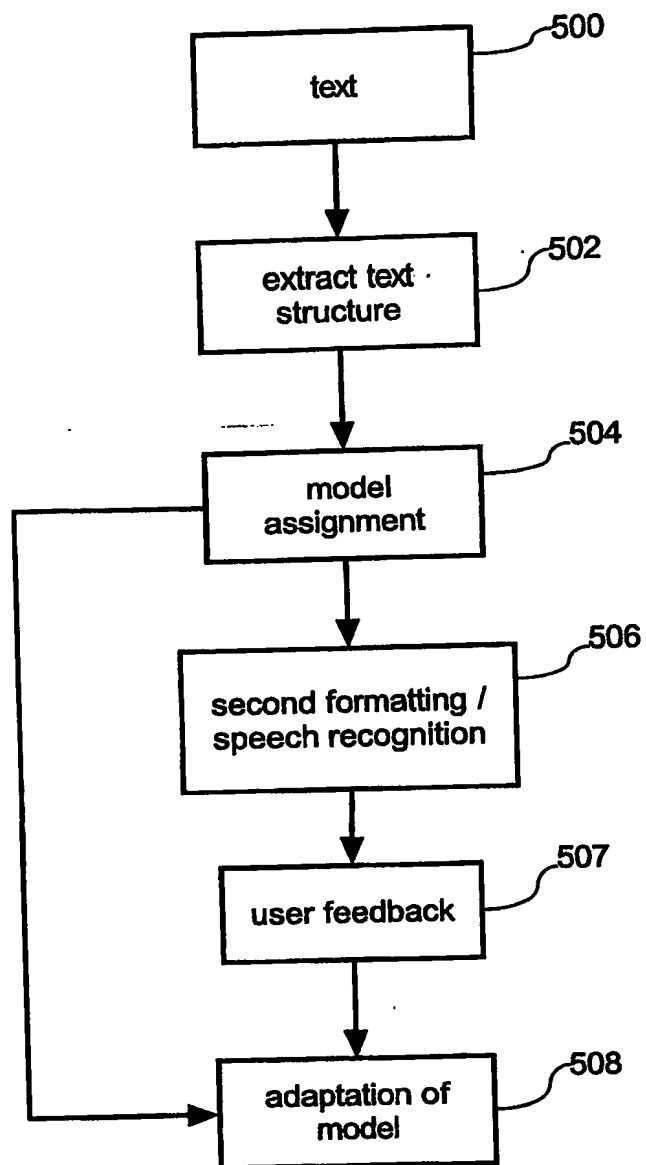 500
text
502
extract text
structure
504
model
assignment
506
second formatting /
speech recognition
507
user feedback
508
adaptation of
model